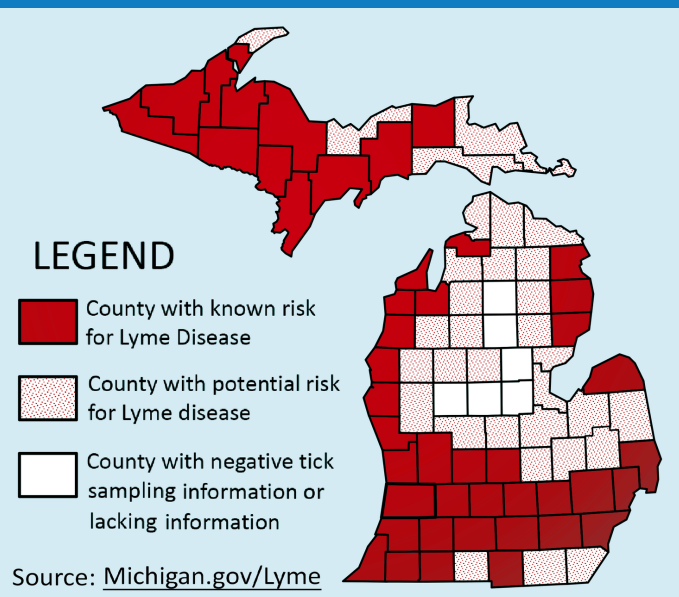 LEGEND
County with known risk
for Lyme Disease
County with potential risk
for Lyme disease
County with negative tick
sampling information or
lacking information
Source: Michigan.gov/Lyme